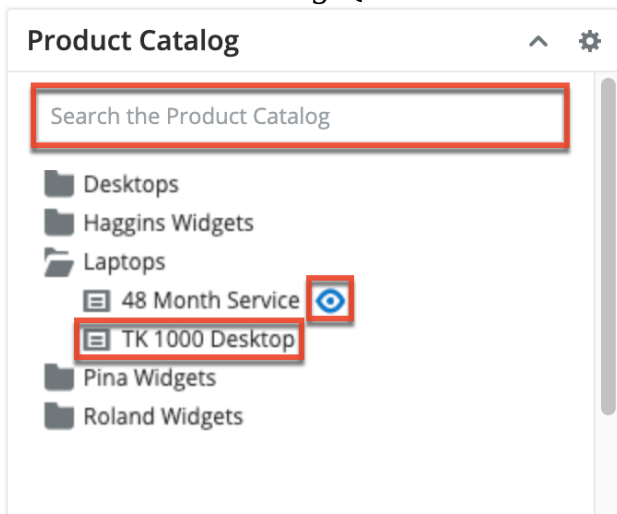 Product Catalog
Search the Product Catalog
Desktops
Haggins Widgets
Laptops
48 Month Service
TK 1000 Desktop
Pina Widgets
Roland Widgets